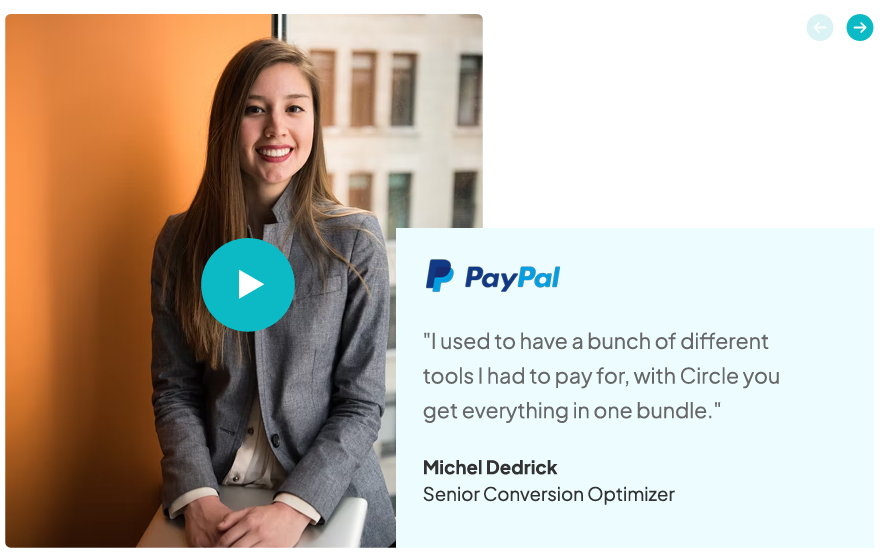 PayPal
"I used to have a bunch of different
tools I had to pay for, with Circle you
get everything in one bundle."
Michel Dedrick
Senior Conversion Optimizer